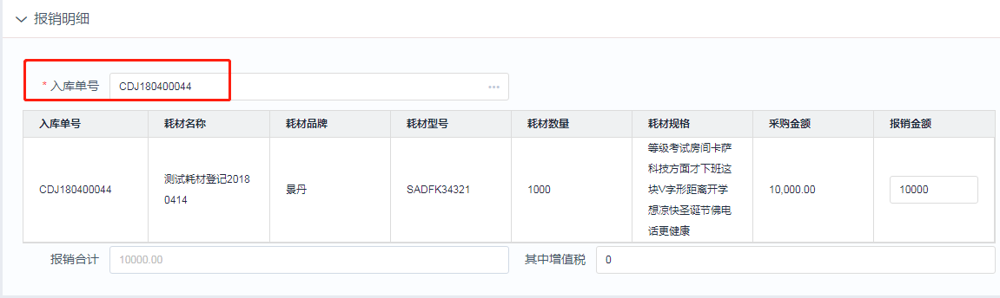 报销明细
* 入库单号 CDJ180400044
入库单号 耗材名称 耗材品牌 耗材型号 耗材数量 耗材规格 采购金额 报销金额
CDJ180400044 测试耗材登记20180414 景丹 SADFK34321 1000 等级考试房间卡萨科技方面才下班这块V字形距离开学想凉快圣诞节佛电话更健康 10,000.00 10000
报销合计 10000.00 其中增值税 0